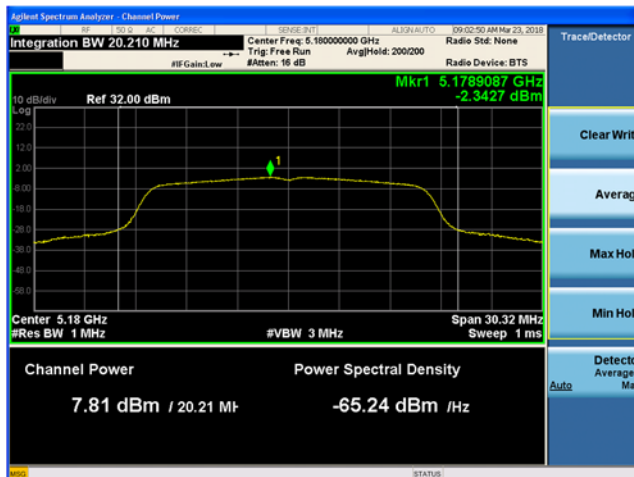 Agilent Spectrum Analyzer - Channel Power
RF 50 Ω AC CORREC SENSE:INT ALIGN AUTO 09:02:50 AM Mar 23, 2018
Integration BW 20.210 MHz Center Freq: 5.180000000 GHz Radio Std: None
Trig: Free Run Avg|Hold: 200/200
#IFGain:Low #Atten: 16 dB Radio Device: BTS
Trace/Detector
Mkr1 5.1789087 GHz
-2.3427 dBm
10 dB/div Ref 32.00 dBm
Log
22.0
12.0
2.00
-8.00
-18.0
-28.0
-38.0
-48.0
-58.0
1
Center 5.18 GHz Span 30.32 MHz
#Res BW 1 MHz #VBW 3 MHz Sweep 1 ms
Clear Writ
Averag
Max Hol
Min Hol
Detecto
Average
Auto Ma
Channel Power Power Spectral Density
7.81 dBm / 20.21 MH -65.24 dBm /Hz
MSG STATUS